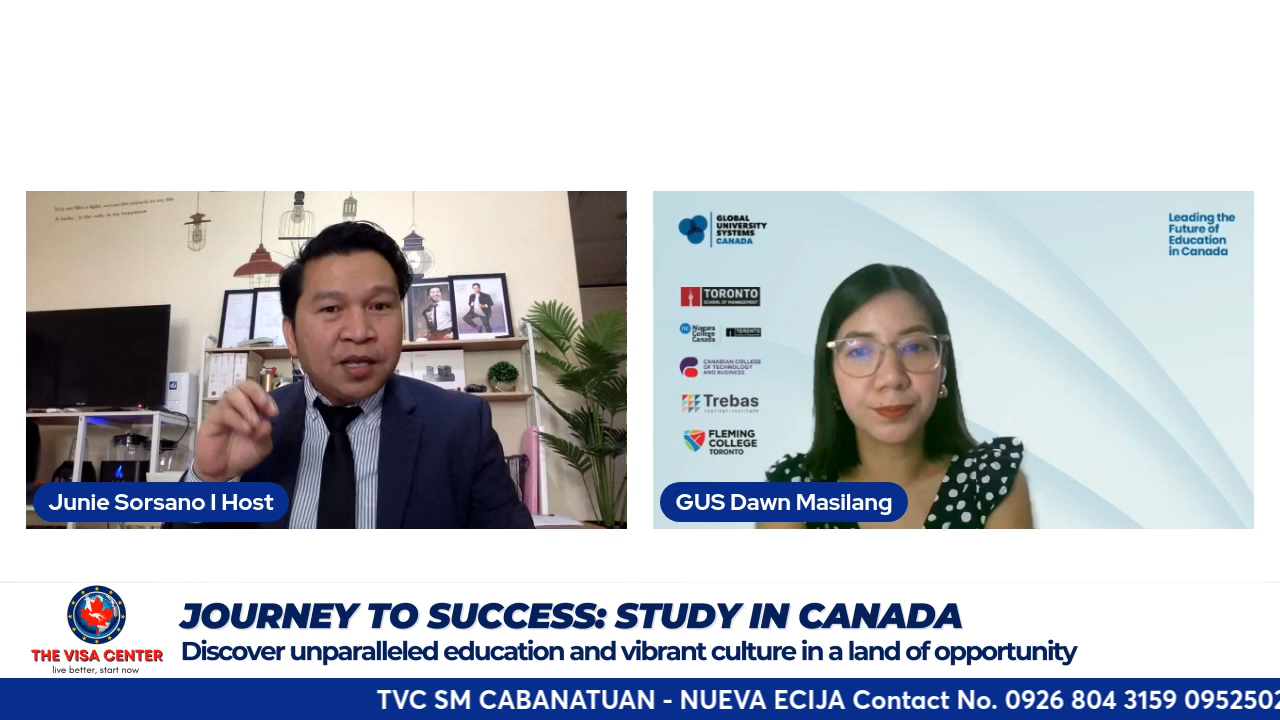 GLOBAL
UNIVERSITY
SYSTEMS
CANADA
Leading the
Future of
Education
in Canada
TORONTO
SCHOOL OF MANAGEMENT
nc
Niagara
College
Canada
TORONTO
CANADIAN COLLEGE
OF TECHNOLOGY
AND BUSINESS
Trebas
FLEMING
COLLEGE
TORONTO
Junie Sorsano I Host
GUS Dawn Masilang
JOURNEY TO SUCCESS: STUDY IN CANADA
Discover unparalleled education and vibrant culture in a land of opportunity
THE VISA CENTER
live better, start now
TVC SM CABANATUAN - NUEVA ECIJA Contact No. 0926 804 3159 0952502